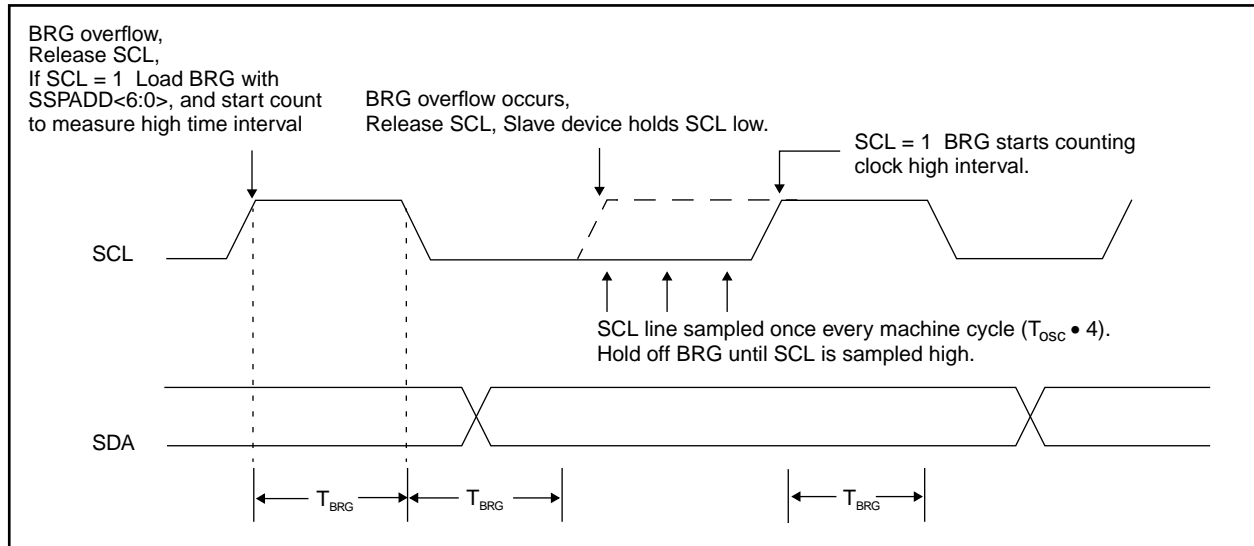 BRG overflow,
Release SCL,
If SCL = 1 Load BRG with
SSPADD<6:0>, and start count
to measure high time interval
BRG overflow occurs,
Release SCL, Slave device holds SCL low.
SCL = 1 BRG starts counting
clock high interval.
SCL
SCL line sampled once every machine cycle (Tosc • 4).
Hold off BRG until SCL is sampled high.
SDA
TBRG
TBRG
TBRG